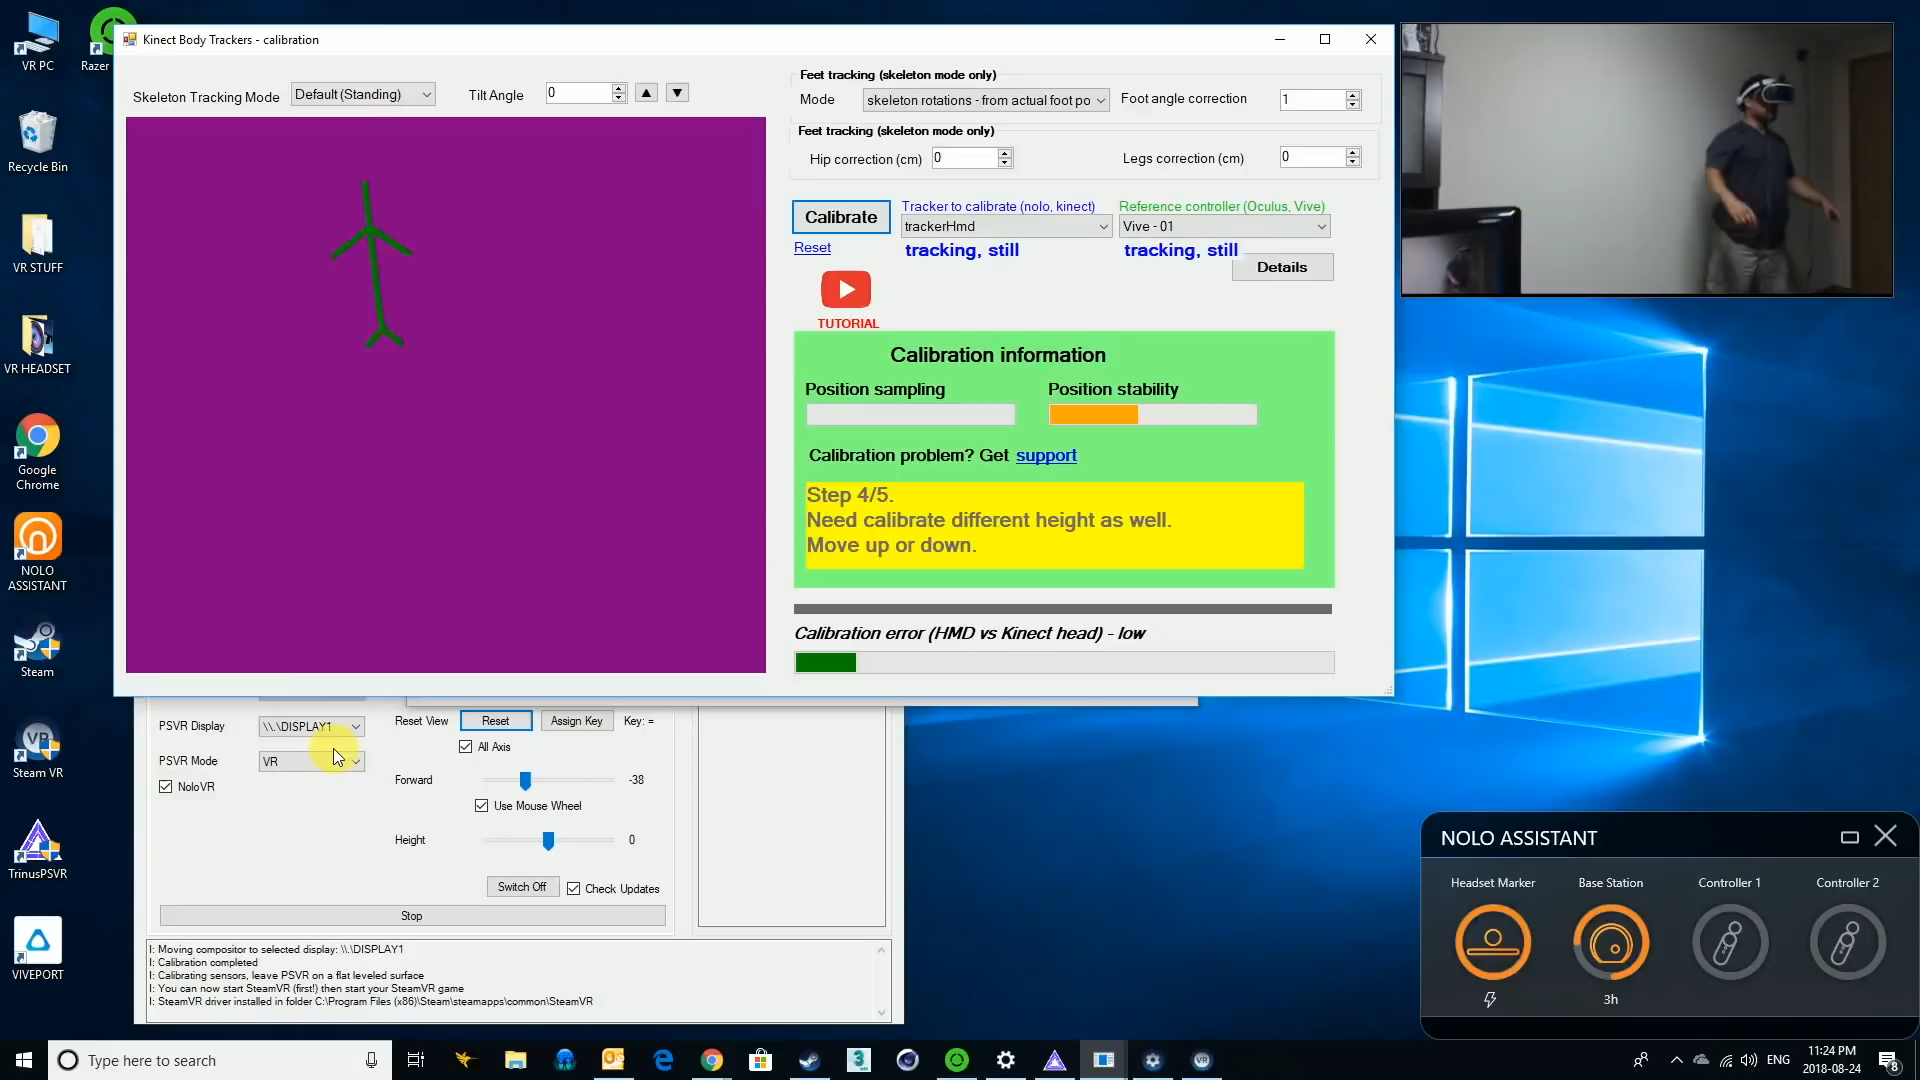 VR PC
Razer
Recycle Bin
VR STUFF
VR HEADSET
Google
Chrome
NOLO
ASSISTANT
Steam
Steam VR
TrinusPSVR
VIVEPORT
Kinect Body Trackers - calibration
Skeleton Tracking Mode
Default (Standing)
Tilt Angle
0
Feet tracking (skeleton mode only)
Mode
skeleton rotations - from actual foot po
Foot angle correction
1
Feet tracking (skeleton mode only)
Hip correction (cm)
0
Legs correction (cm)
0
Calibrate
Reset
Tracker to calibrate (nolo, kinect)
trackerHmd
tracking, still
Reference controller (Oculus, Vive)
Vive - 01
tracking, still
Details
TUTORIAL
Calibration information
Position sampling
Position stability
Calibration problem? Get support
Step 4/5.
Need calibrate different height as well.
Move up or down.
Calibration error (HMD vs Kinect head) - low
PSVR Display
\\.\DISPLAY1
PSVR Mode
VR
NoloVR
Reset View
Reset
Assign Key
Key: =
All Axis
Forward
-38
Use Mouse Wheel
Height
0
Switch Off
Check Updates
Stop
I: Moving compositor to selected display: \\.\DISPLAY1
I: Calibration completed
I: Calibrating sensors, leave PSVR on a flat leveled surface
I: You can now start SteamVR (first!) then start your SteamVR game
I: SteamVR driver installed in folder C:\Program Files (x86)\Steam\steamapps\common\SteamVR
NOLO ASSISTANT
Headset Marker
Base Station
Controller 1
Controller 2
3h
Type here to search
ENG
11:24 PM
2018-08-24
8